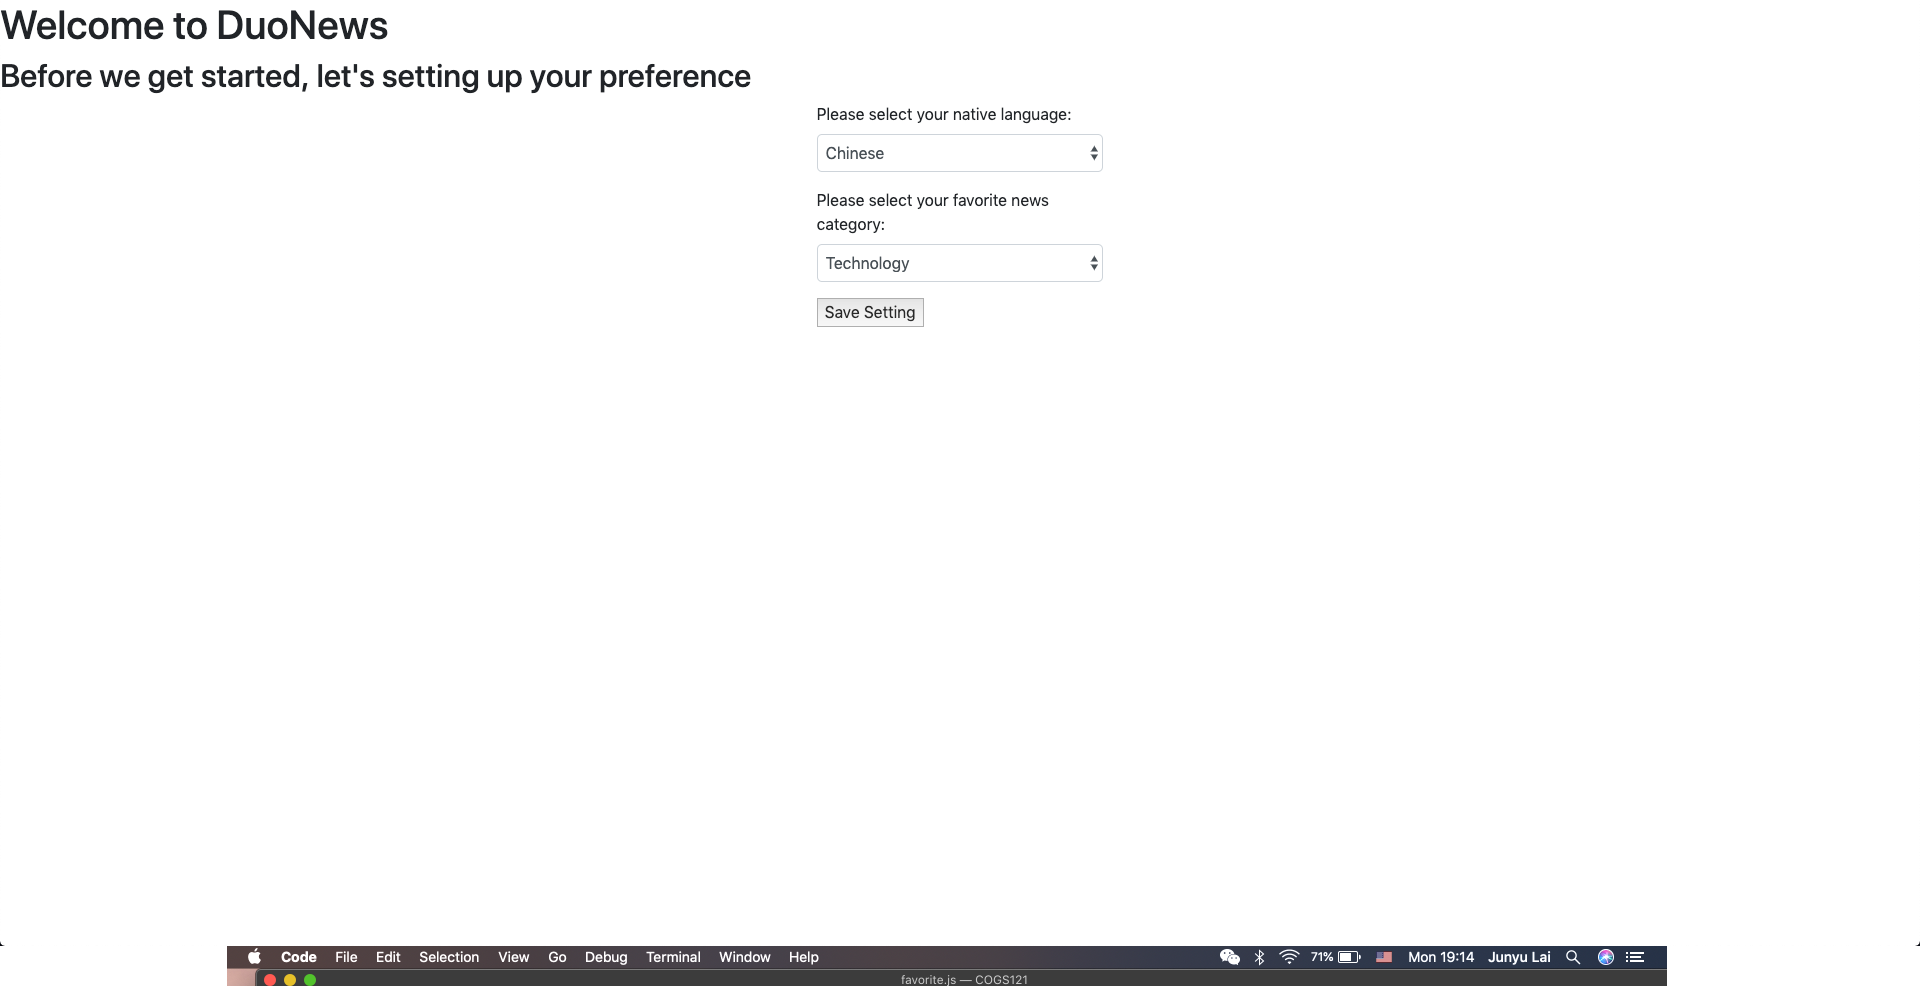 Welcome to DuoNews
Before we get started, let's setting up your preference
Please select your native language:
Chinese
Please select your favorite news
category:
Technology
Save Setting
Code File Edit Selection View Go Debug Terminal Window Help 71% Mon 19:14 Junyu Lai
favorite.js — COGS121